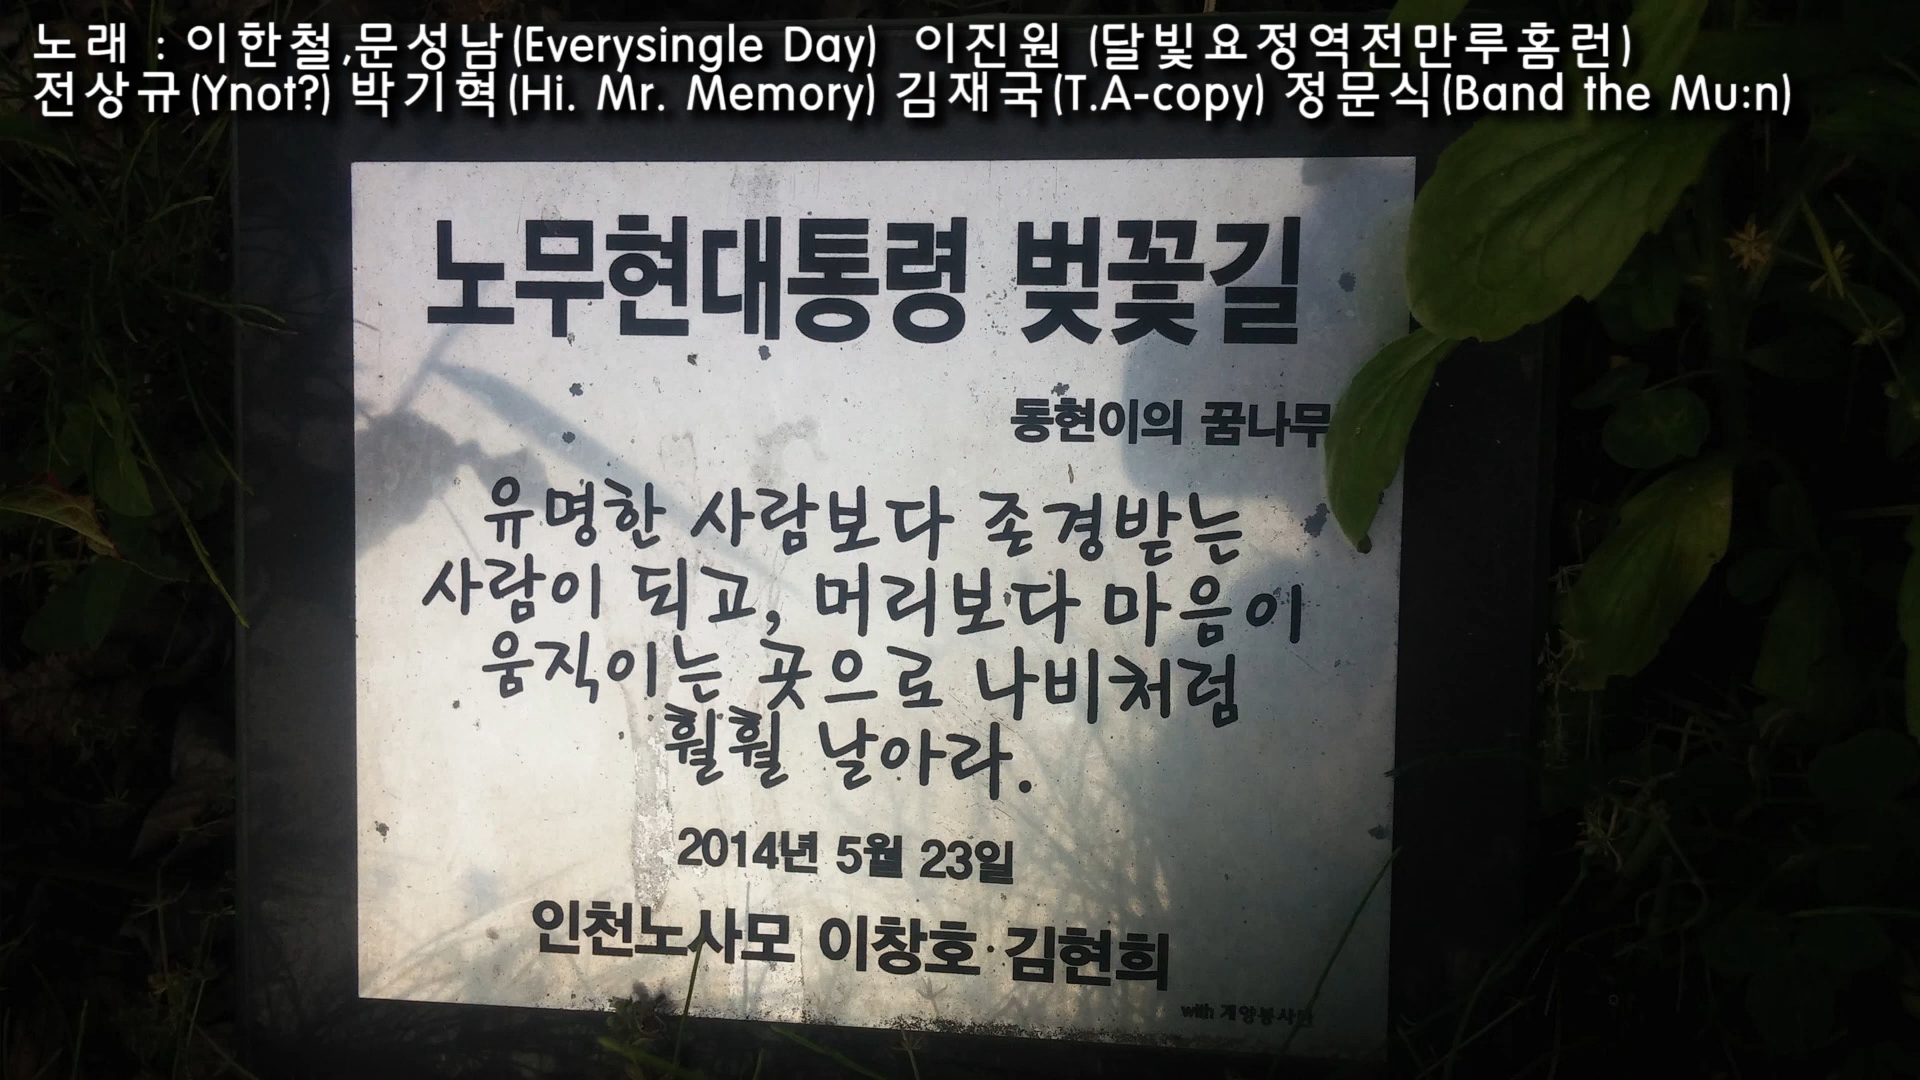 노래 : 이한철,문성남(Everysingle Day) 이진원 (달빛요정역전만루홈런)
전상규(Ynot?) 박기혁(Hi. Mr. Memory) 김재국(T.A-copy) 정문식(Band the Mu:n)
노무현대통령 벚꽃길
동현이의 꿈나무
유명한 사람보다 존경받는
사람이 되고, 머리보다 마음이
움직이는 곳으로 나비처럼
훨훨 날아라.
2014년 5월 23일
인천노사모 이창호·김현희
with 계양봉사단